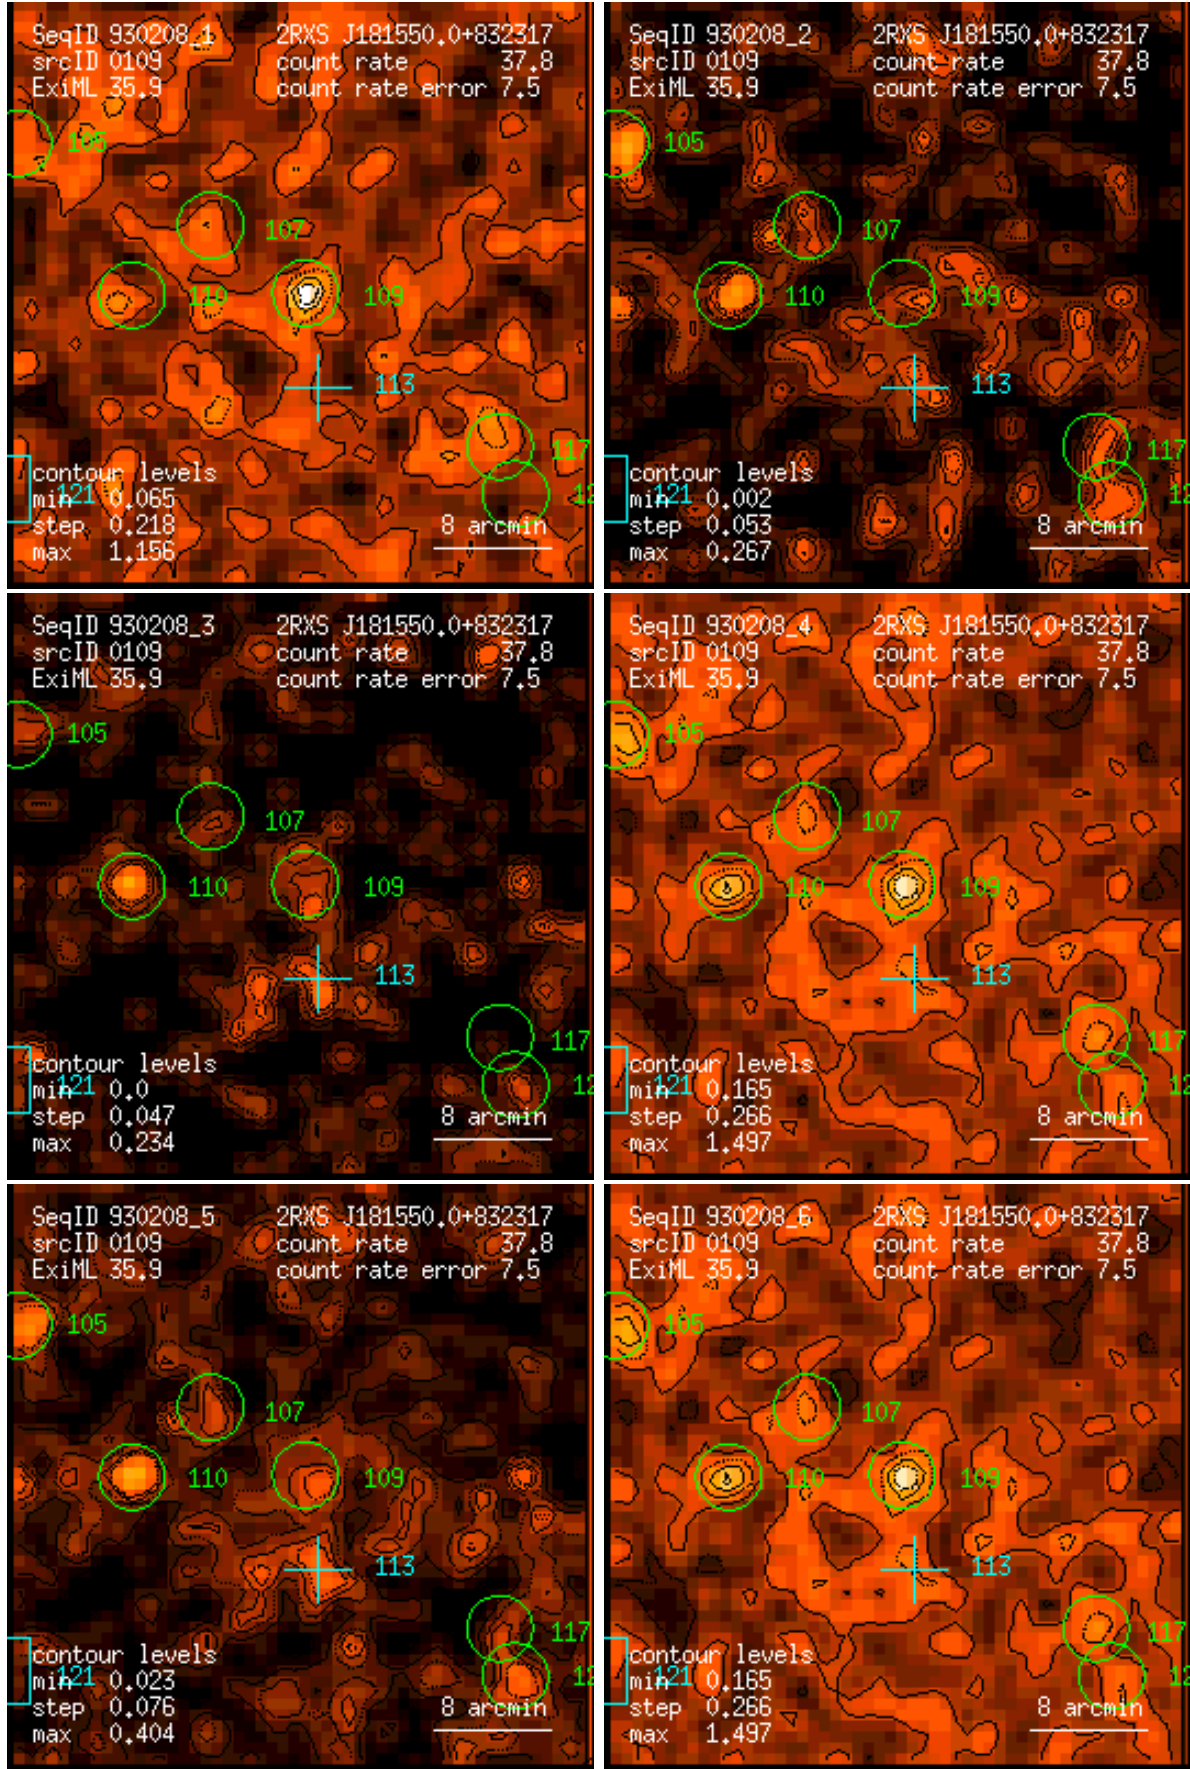 SeqID 930208_1 2RXS J181550.0+832317
srcID 0109 count rate 37.8
ExiML 35.9 count rate error 7.5
105
107
110 109
113
117
contour levels
min 0.065 121 12
step 0.218 8 arcmin
max 1.156
SeqID 930208_2 2RXS J181550.0+832317
srcID 0109 count rate 37.8
ExiML 35.9 count rate error 7.5
105
107
110 109
113
117
contour levels
min 0.002 121 12
step 0.053 8 arcmin
max 0.267
SeqID 930208_3 2RXS J181550.0+832317
srcID 0109 count rate 37.8
ExiML 35.9 count rate error 7.5
105
107
110 109
113
117
contour levels
min 0.0 121 12
step 0.047 8 arcmin
max 0.234
SeqID 930208_4 2RXS J181550.0+832317
srcID 0109 count rate 37.8
ExiML 35.9 count rate error 7.5
105
107
110 109
113
117
contour levels
min 0.165 121 12
step 0.266 8 arcmin
max 1.497
SeqID 930208_5 2RXS J181550.0+832317
srcID 0109 count rate 37.8
ExiML 35.9 count rate error 7.5
105
107
110 109
113
117
contour levels
min 0.023 121 12
step 0.076 8 arcmin
max 0.404
SeqID 930208_6 2RXS J181550.0+832317
srcID 0109 count rate 37.8
ExiML 35.9 count rate error 7.5
105
107
110 109
113
117
contour levels
min 0.165 121 12
step 0.266 8 arcmin
max 1.497